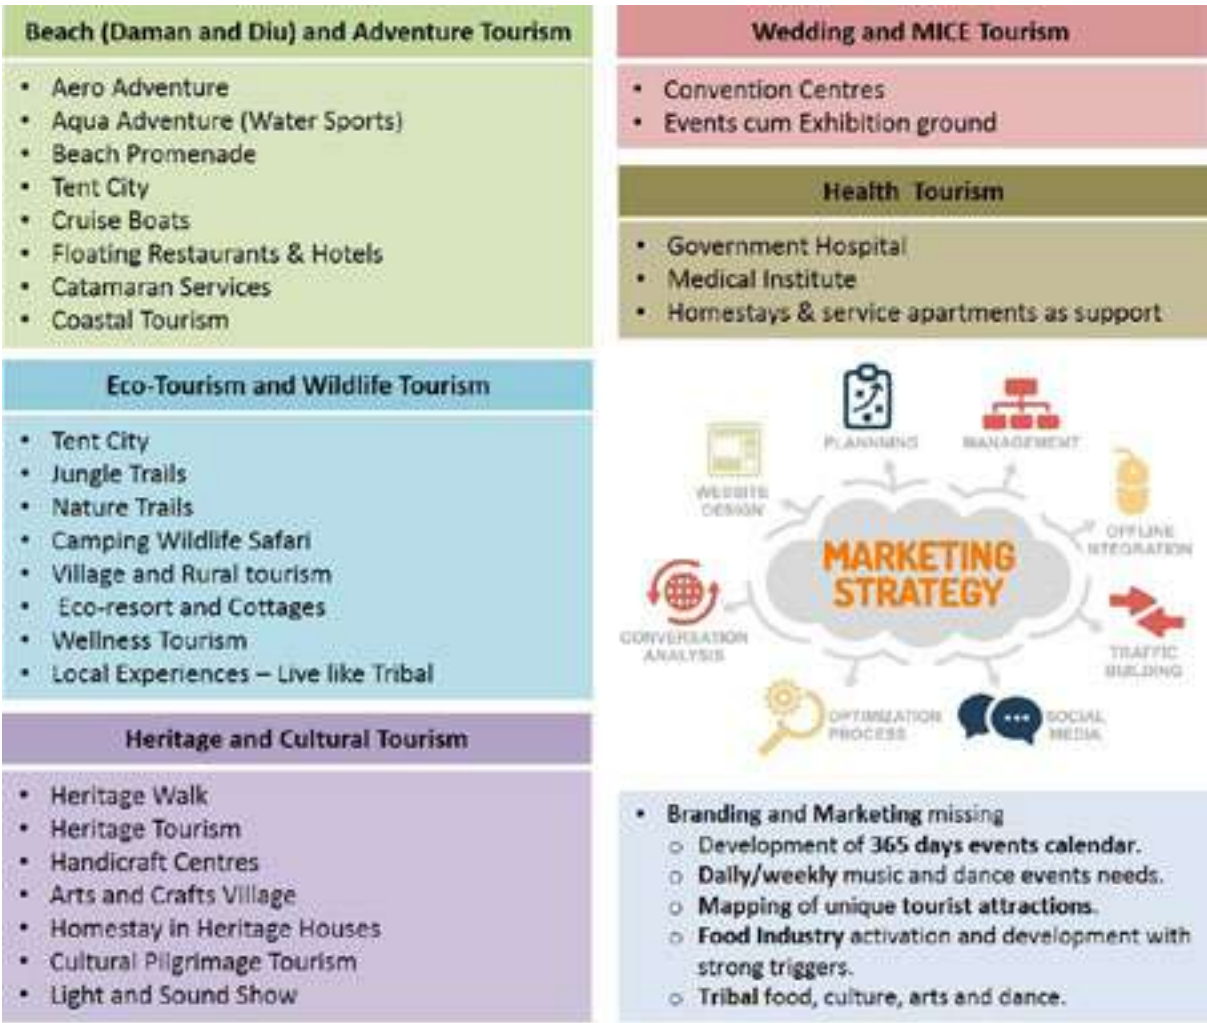 Beach (Daman and Diu) and Adventure Tourism
• Aero Adventure
• Aqua Adventure (Water Sports)
• Beach Promenade
• Tent City
• Cruise Boats
• Floating Restaurants & Hotels
• Catamaran Services
• Coastal Tourism
Eco-Tourism and Wildlife Tourism
• Tent City
• Jungle Trails
• Nature Trails
• Camping Wildlife Safari
• Village and Rural tourism
• Eco-resort and Cottages
• Wellness Tourism
• Local Experiences – Live like Tribal
Heritage and Cultural Tourism
• Heritage Walk
• Heritage Tourism
• Handicraft Centres
• Arts and Crafts Village
• Homestay in Heritage Houses
• Cultural Pilgrimage Tourism
• Light and Sound Show
Wedding and MICE Tourism
• Convention Centres
• Events cum Exhibition ground
Health Tourism
• Government Hospital
• Medical Institute
• Homestays & service apartments as support
PLANNNING
MANAGEMENT
WEBSITE
DESIGN
OFFLINE
INTEGRATION
MARKETING
STRATEGY
CONVERSATION
ANALYSIS
TRAFFIC
BUILDING
OPTIMIZATION
PROCESS
SOCIAL
MEDIA
• Branding and Marketing missing
o Development of 365 days events calendar.
o Daily/weekly music and dance events needs.
o Mapping of unique tourist attractions.
o Food Industry activation and development with
strong triggers.
o Tribal food, culture, arts and dance.